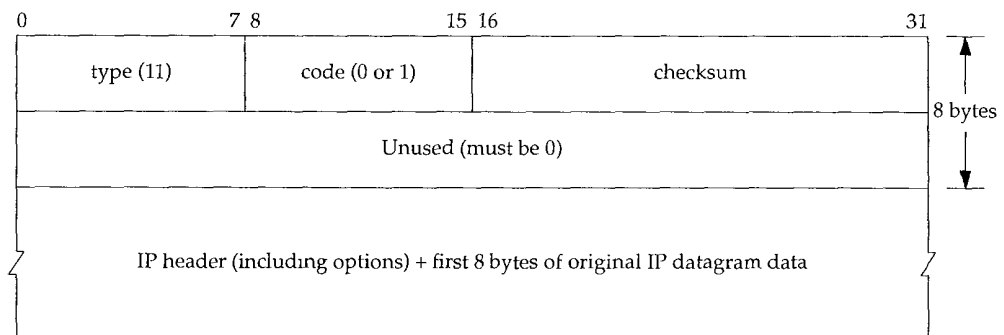 0 7 8 15 16 31
type (11) code (0 or 1) checksum
8 bytes
Unused (must be 0)
IP header (including options) + first 8 bytes of original IP datagram data